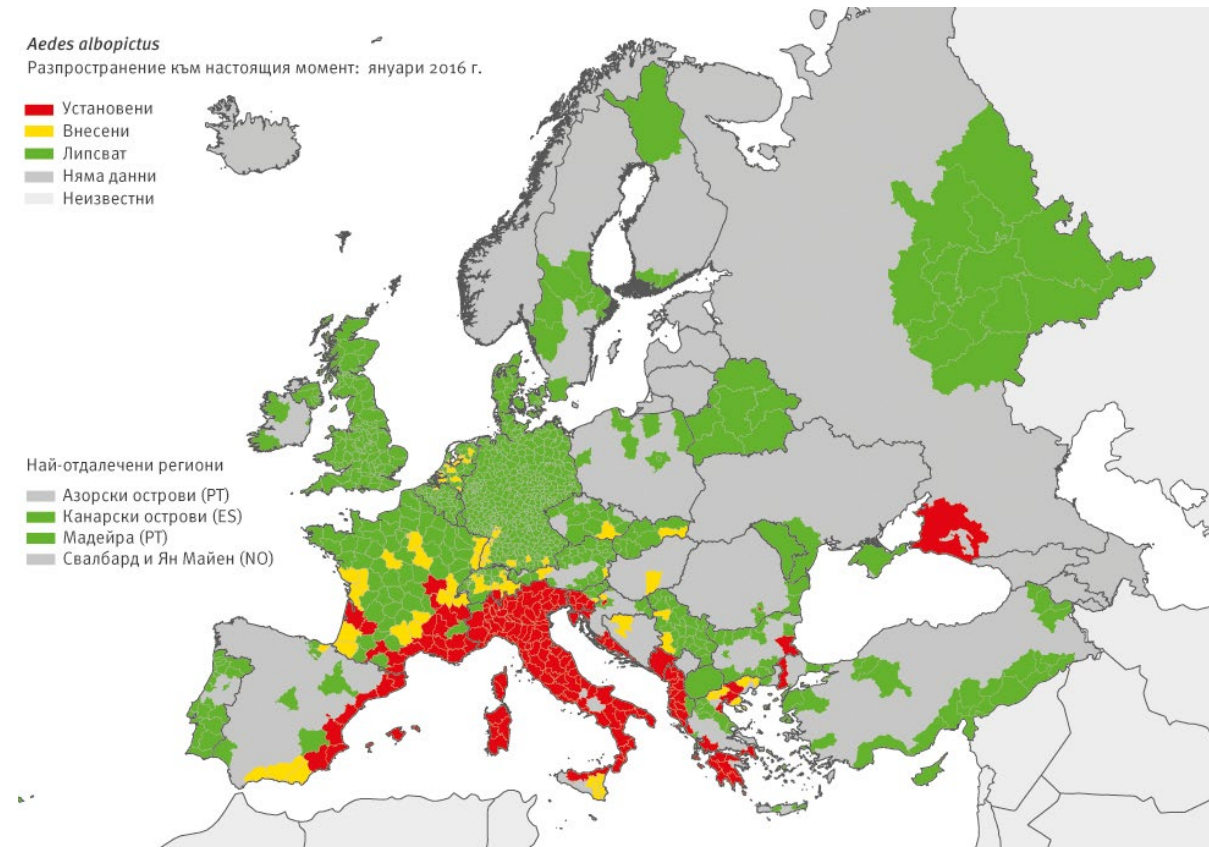 Aedes albopictus
Разпространение към настоящия момент: януари 2016 г.
Установени
Внесени
Липсват
Няма данни
Неизвестни
Най-отдалечени региони
Азорски острови (PT)
Канарски острови (ES)
Мадейра (PT)
Свалбард и Ян Майен (NO)